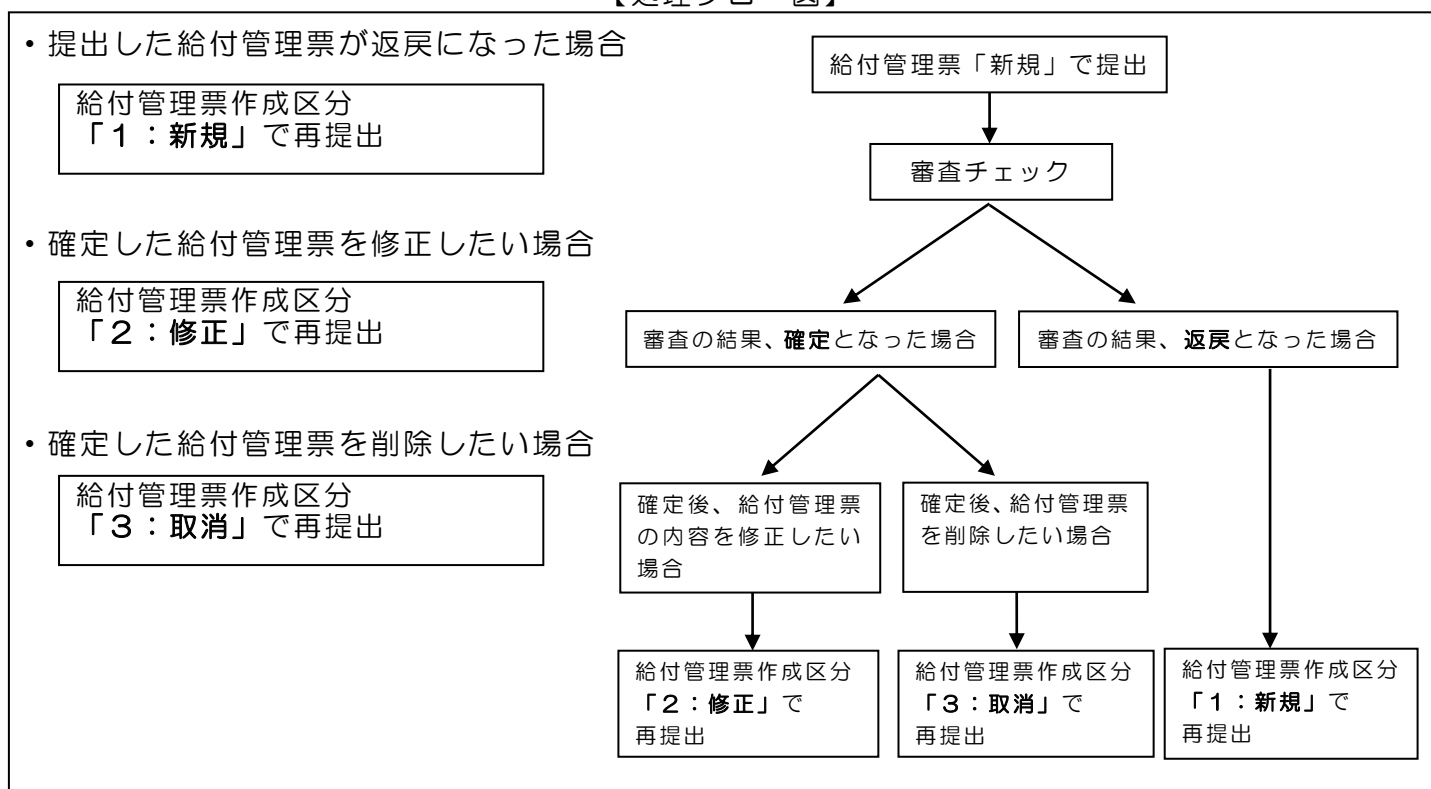 【処理フロー図】
・提出した給付管理票が返戻になった場合
給付管理票作成区分
「1：新規」で再提出
・確定した給付管理票を修正したい場合
給付管理票作成区分
「2：修正」で再提出
・確定した給付管理票を削除したい場合
給付管理票作成区分
「3：取消」で再提出
給付管理票「新規」で提出
審査チェック
審査の結果、確定となった場合
審査の結果、返戻となった場合
確定後、給付管理票
の内容を修正したい
場合
確定後、給付管理票
を削除したい場合
給付管理票作成区分
「2：修正」で
再提出
給付管理票作成区分
「3：取消」で
再提出
給付管理票作成区分
「1：新規」で
再提出